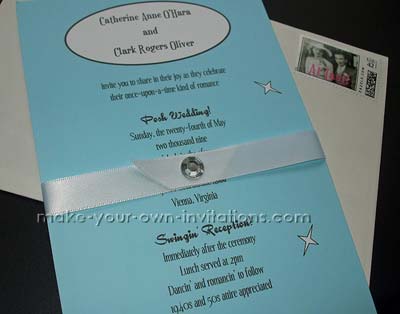 Catherine Anne O'Hara
and
Clark Rogers Oliver
Invite you to share in their joy as they celebrate
their once-upon-a-time kind of romance
Posh Wedding!
Sunday, the twenty-fourth of May
two thousand nine
Vienna, Virginia
make-your-own-invitations.com
Swingin' Reception!
Immediately after the ceremony
Lunch served at 2pm
Dancin' and romancin' to follow
1940s and 50s attire appreciated